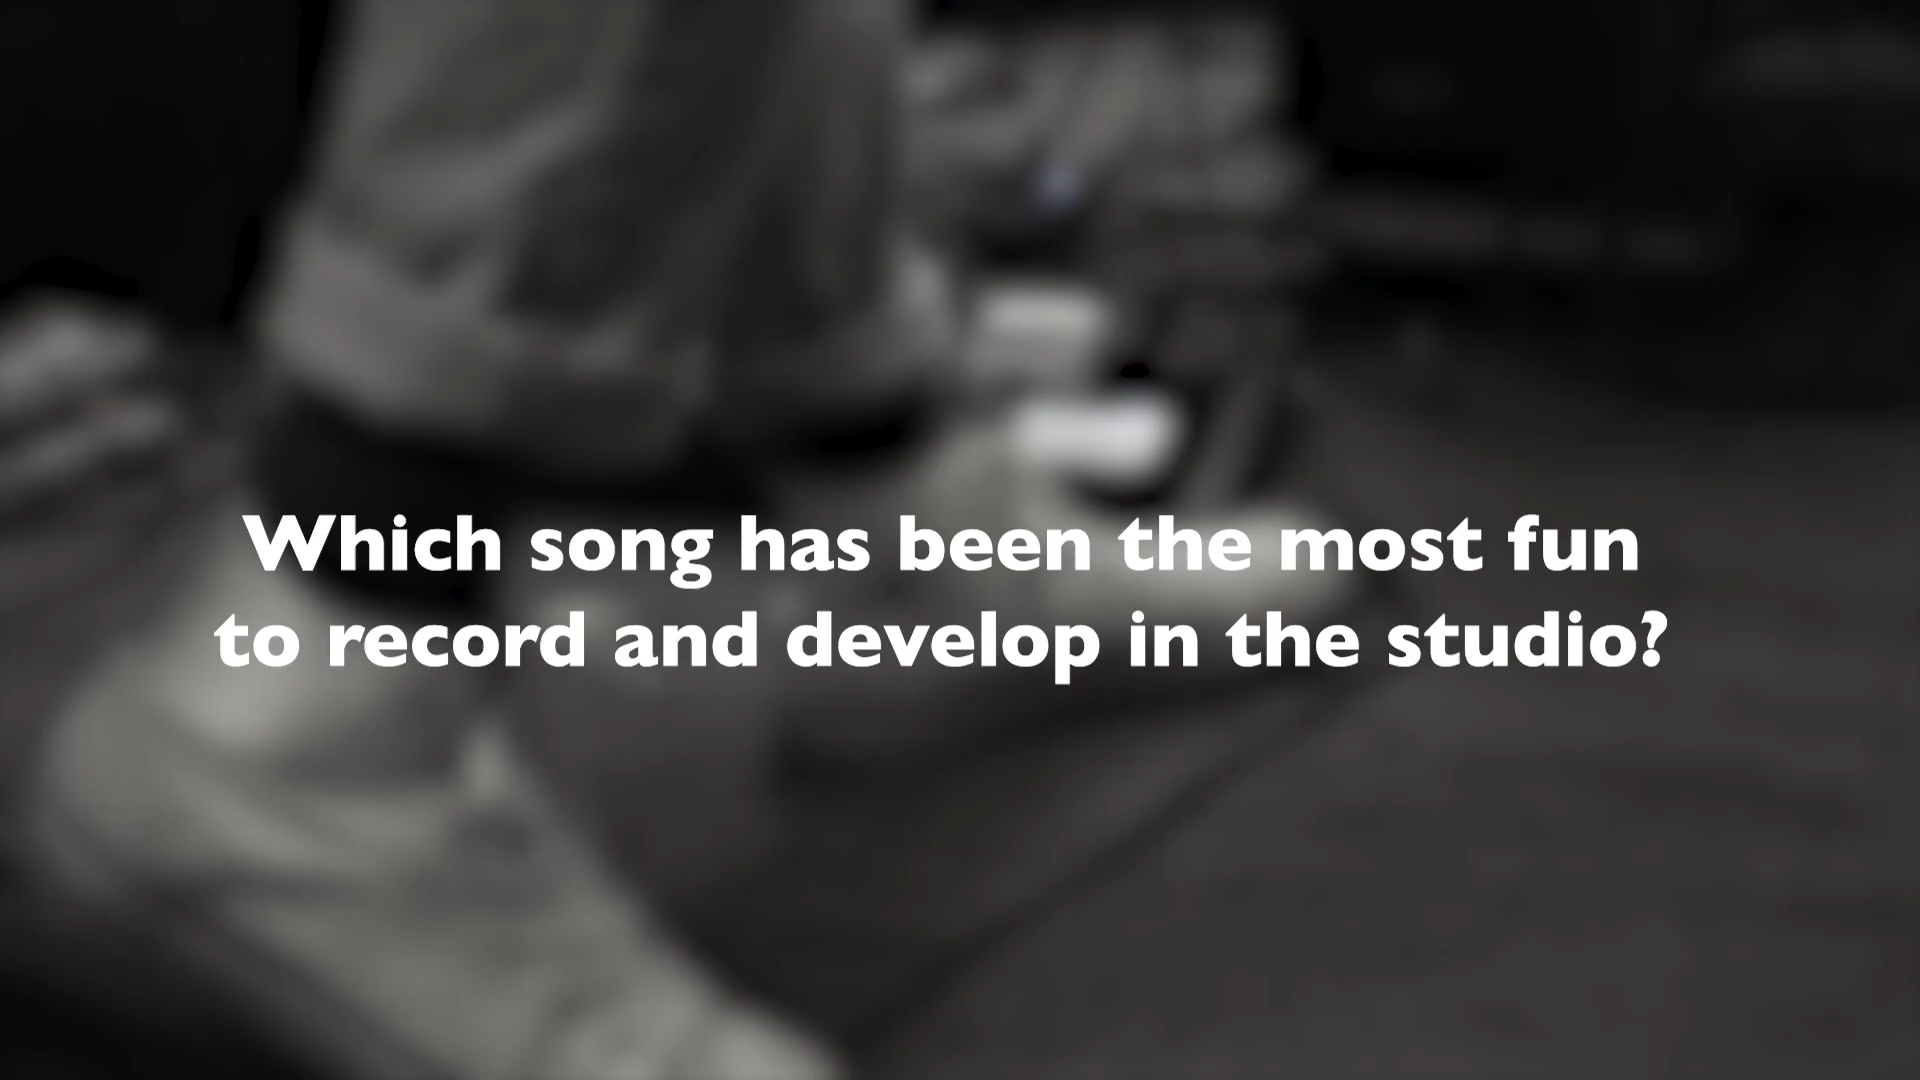 Which song has been the most fun
to record and develop in the studio?